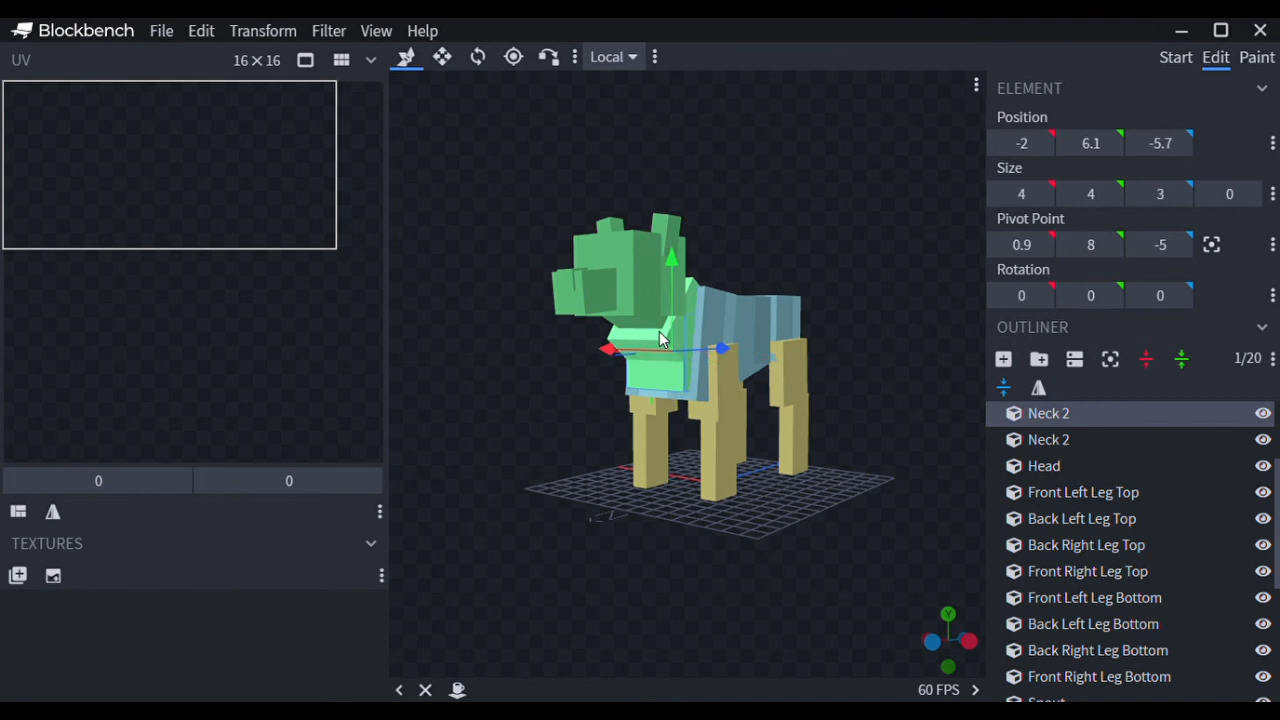 Blockbench File Edit Transform Filter View Help
UV 16×16 Local Start Edit Paint
ELEMENT
Position
-2 6.1 -5.7
Size
4 4 3 0
Pivot Point
0.9 8 -5
Rotation
0 0 0
OUTLINER
1/20
Neck 2
Neck 2
Head
Front Left Leg Top
Back Left Leg Top
Back Right Leg Top
Front Right Leg Top
Front Left Leg Bottom
Back Left Leg Bottom
Back Right Leg Bottom
Front Right Leg Bottom
Snout
0 0
TEXTURES
Y
60 FPS